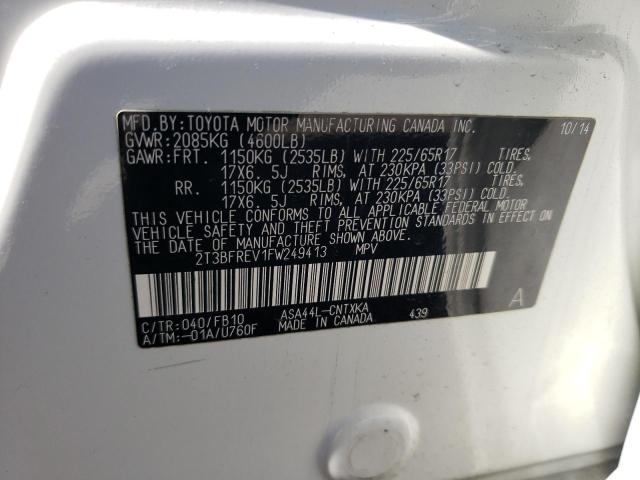 MFD.BY:TOYOTA MOTOR MANUFACTURING CANADA INC. 10/14
GVWR:2085KG (4600LB)
GAWR:FRT. 1150KG (2535LB) WITH 225/65R17
17X6.5J RIMS, AT 230KPA (33PSI) COLD.
RR. 1150KG (2535LB) WITH 225/65R17
17X6.5J RIMS, AT 230KPA (33PSI) COLD.
THIS VEHICLE CONFORMS TO ALL APPLICABLE FEDERAL MOTOR
VEHICLE SAFETY AND THEFT PREVENTION STANDARDS IN EFFECT ON
THE DATE OF MANUFACTURE SHOWN ABOVE.
2T3BFREV1FW249413 MPV
A
C/TR:040/FB10 ASA44L-CNTXKA 439
A/TM:-01A/U760F MADE IN CANADA